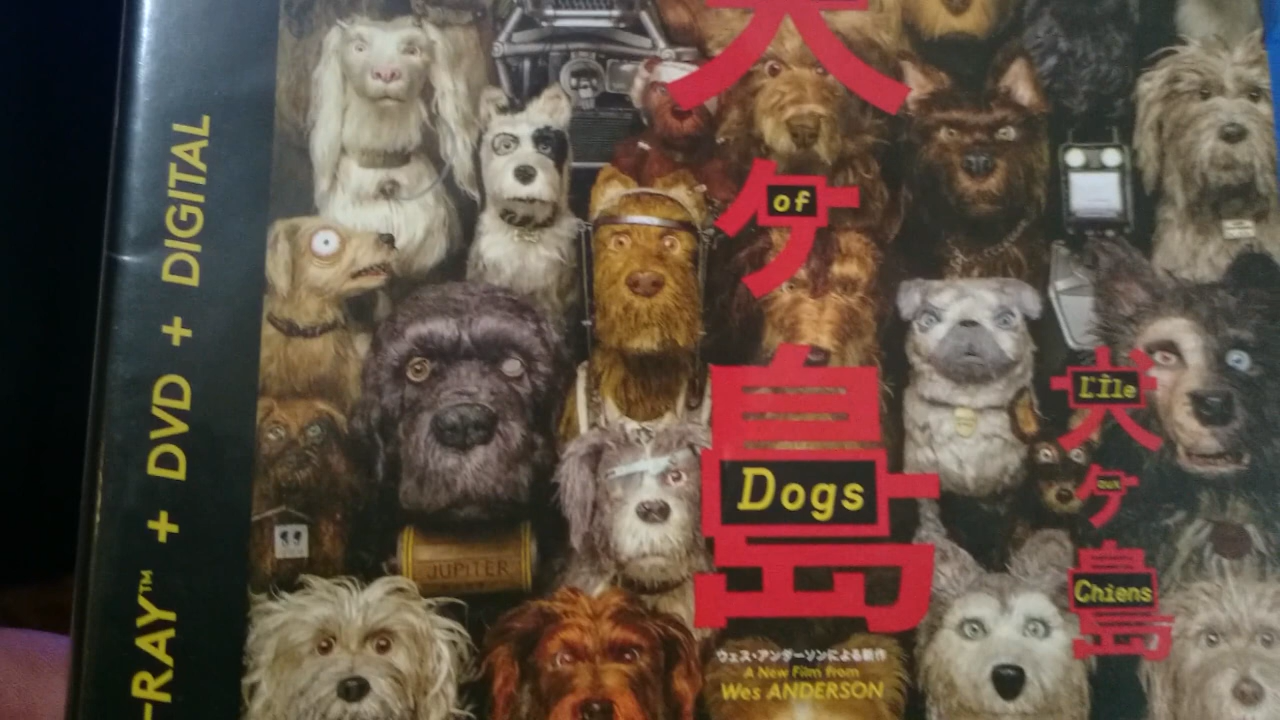 -RAY™ + DVD + DIGITAL
犬
ケ
of
島
Dogs
犬
L'Île
ケ
aux
島
Chiens
JUPITER
ウェス・アンダーソンによる新作
A New Film from
Wes ANDERSON